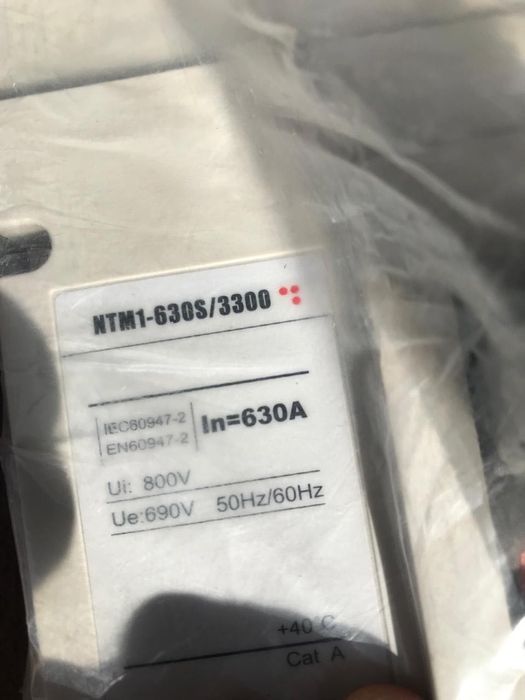 NTM1-630S/3300
IEC60947-2
EN60947-2
In=630A
Ui: 800V
Ue:690V 50Hz/60Hz
+40 C
Cat A